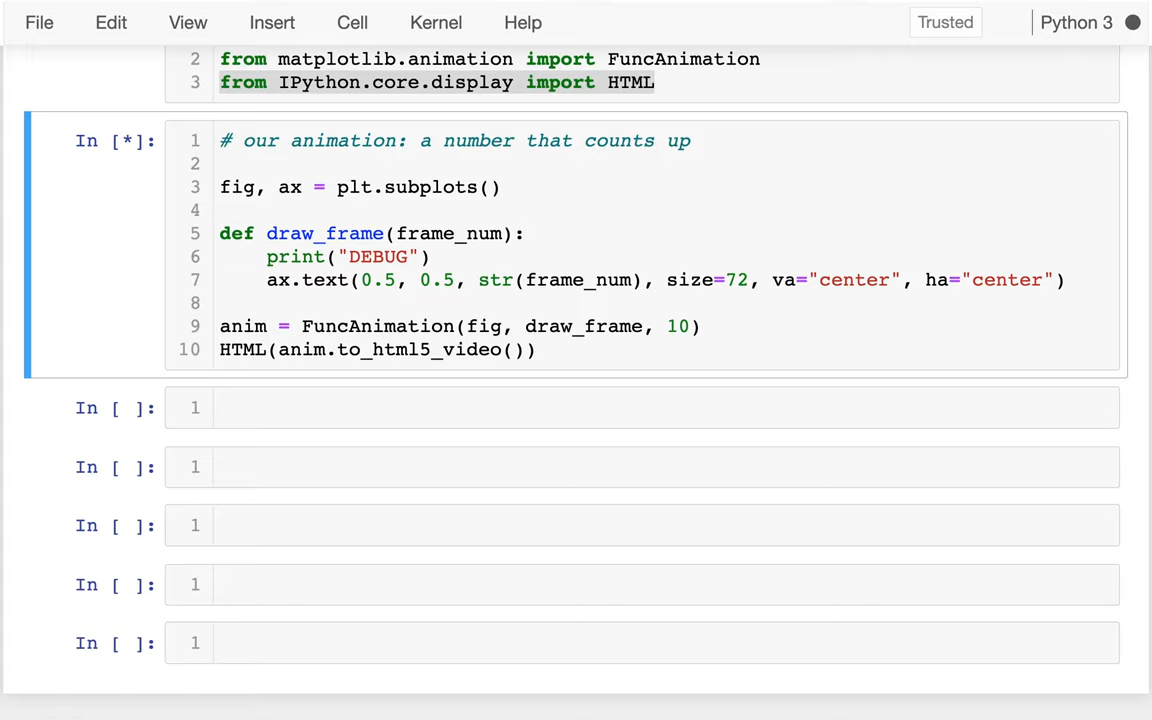 File Edit View Insert Cell Kernel Help Trusted Python 3
2 from matplotlib.animation import FuncAnimation
3 from IPython.core.display import HTML
In [*]: 1 # our animation: a number that counts up
2
3 fig, ax = plt.subplots()
4
5 def draw_frame(frame_num):
6     print("DEBUG")
7     ax.text(0.5, 0.5, str(frame_num), size=72, va="center", ha="center")
8
9 anim = FuncAnimation(fig, draw_frame, 10)
10 HTML(anim.to_html5_video())
In [ ]: 1
In [ ]: 1
In [ ]: 1
In [ ]: 1
In [ ]: 1